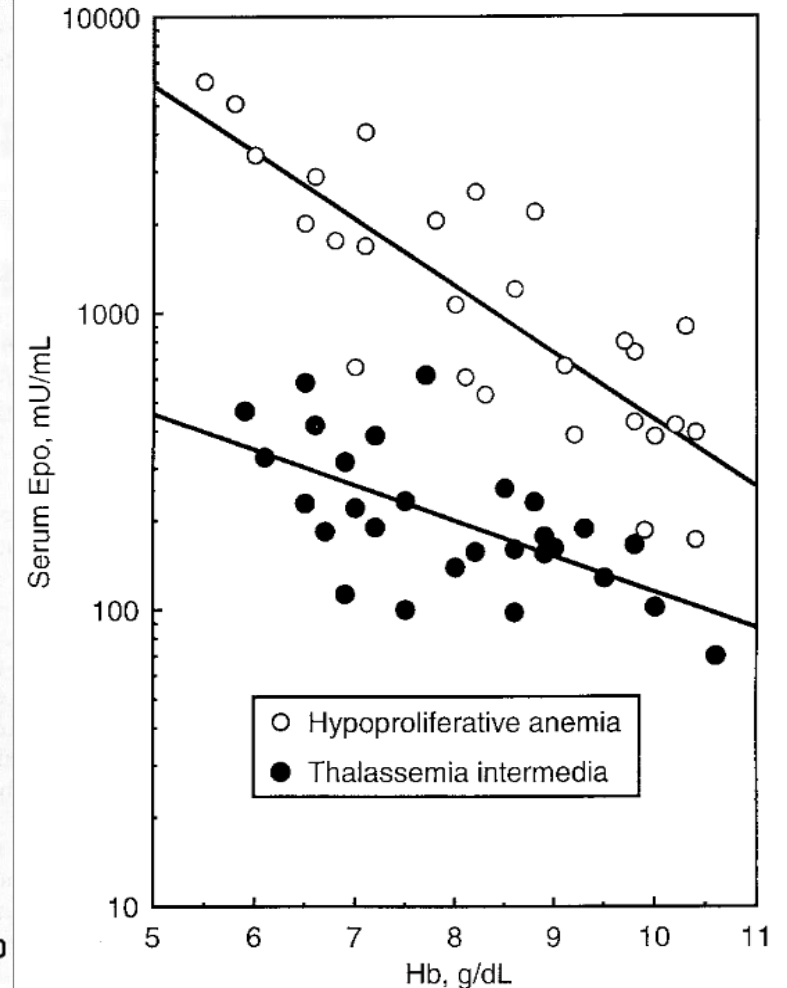 10000
1000
100
10
Serum Epo, mU/mL
Hypoproliferative anemia
Thalassemia intermedia
5 6 7 8 9 10 11
Hb, g/dL